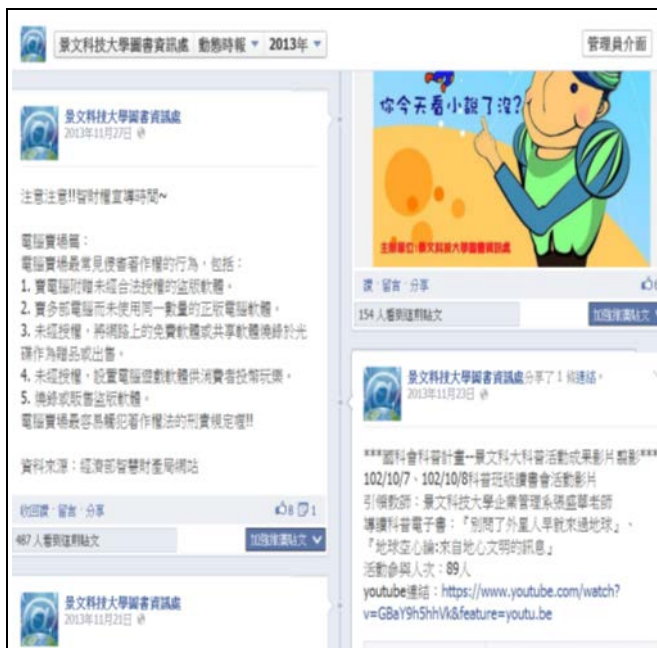 景文科技大學圖書資訊處 動態時報 2013年
管理員介面
景文科技大學圖書資訊處
2013年11月27日
注意注意!!智財權宣導時間~
電腦賣場篇：
電腦賣場最常見侵害著作權的行為，包括：
1. 賣電腦附贈未經合法授權的盜版軟體。
2. 賣多部電腦而未使用同一數量的正版電腦軟體。
3. 未經授權，將網路上的免費軟體或共享軟體燒錄於光
碟作為贈品或出售。
4. 未經授權，設置電腦遊戲軟體供消費者投幣玩樂。
5. 燒錄或販售盜版軟體。
電腦賣場最容易觸犯著作權法的刑責規定喔!!
資料來源：經濟部智慧財產局網站
收回讚 · 留言 · 分享
8 1
487 人看到這則貼文
加強推廣貼文
景文科技大學圖書資訊處
2013年11月21日
你今天看小說了沒?
主辦單位:景文科技大學圖書資訊處
讚 · 留言 · 分享
154 人看到這則貼文
加強推廣貼文
景文科技大學圖書資訊處分享了 1 條連結。
2013年11月23日
***國科會科普計畫--景文科大科普活動成果影片剪影***
102/10/7、102/10/8科普班級讀書會活動影片
引領教師：景文科技大學企業管理系張盛華老師
導讀科普電子書：『別問了外星人早就來過地球』、
『地球空心論:來自地心文明的訊息』
活動參與人次：89人
youtube連結：https://www.youtube.com/watch?
v=GBaY9h5hhVk&feature=youtu.be